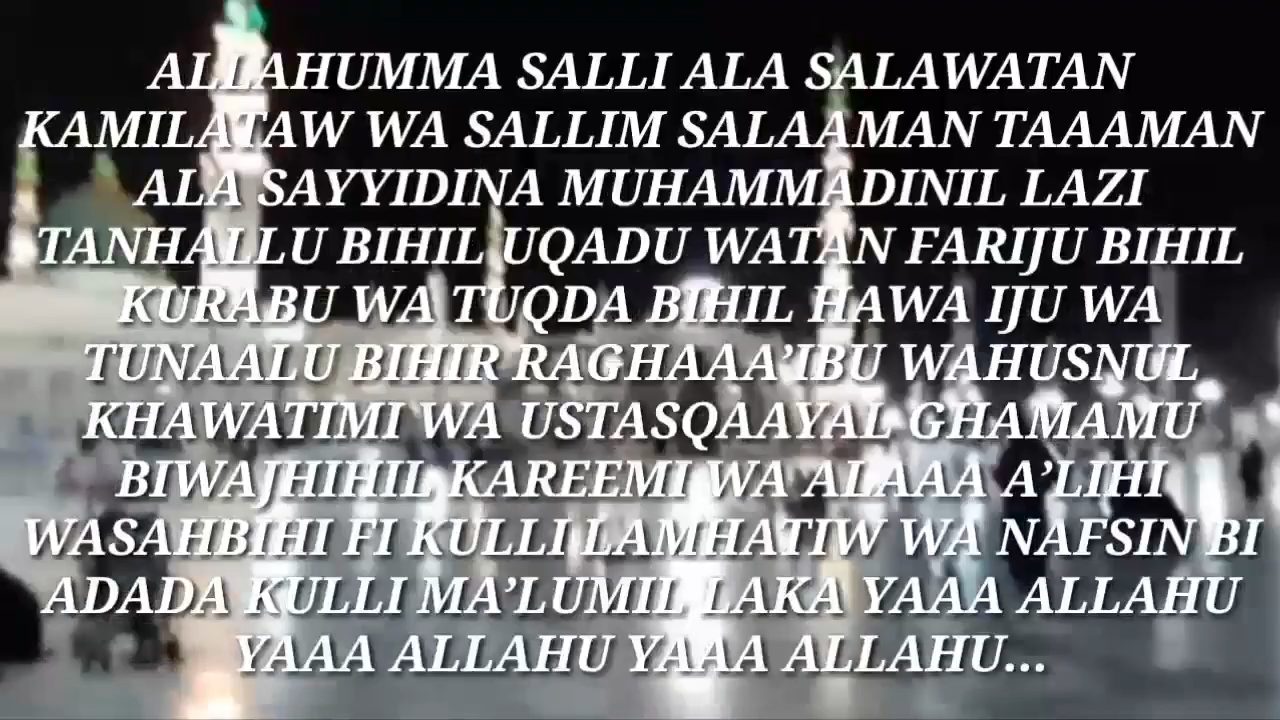 ALLAHUMMA SALLI ALA SALAWATAN
KAMILATAW WA SALLIM SALAAMAN TAAAMAN
ALA SAYYIDINA MUHAMMADINIL LAZI
TANHALLU BIHIL UQADU WATAN FARIJU BIHIL
KURABU WA TUQDA BIHIL HAWA IJU WA
TUNAALU BIHIR RAGHAAA’IBU WAHUSNUL
KHAWATIMI WA USTASQAAYAL GHAMAMU
BIWAJHIHIL KAREEMI WA ALAAA A’LIHI
WASAHBIHI FI KULLI LAMHATIW WA NAFSIN BI
ADADA KULLI MA’LUMIL LAKA YAAA ALLAHU
YAAA ALLAHU YAAA ALLAHU...